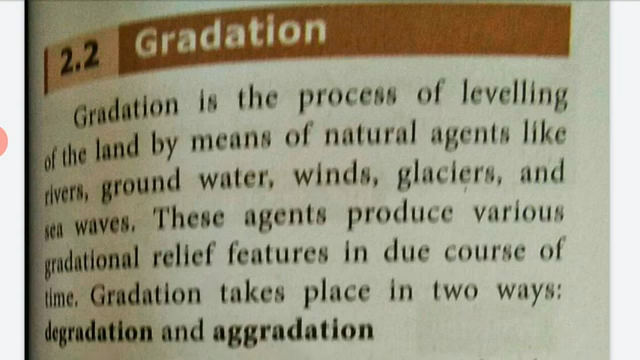 2.2 Gradation
Gradation is the process of levelling
of the land by means of natural agents like
rivers, ground water, winds, glaciers, and
sea waves. These agents produce various
gradational relief features in due course of
time. Gradation takes place in two ways:
degradation and aggradation